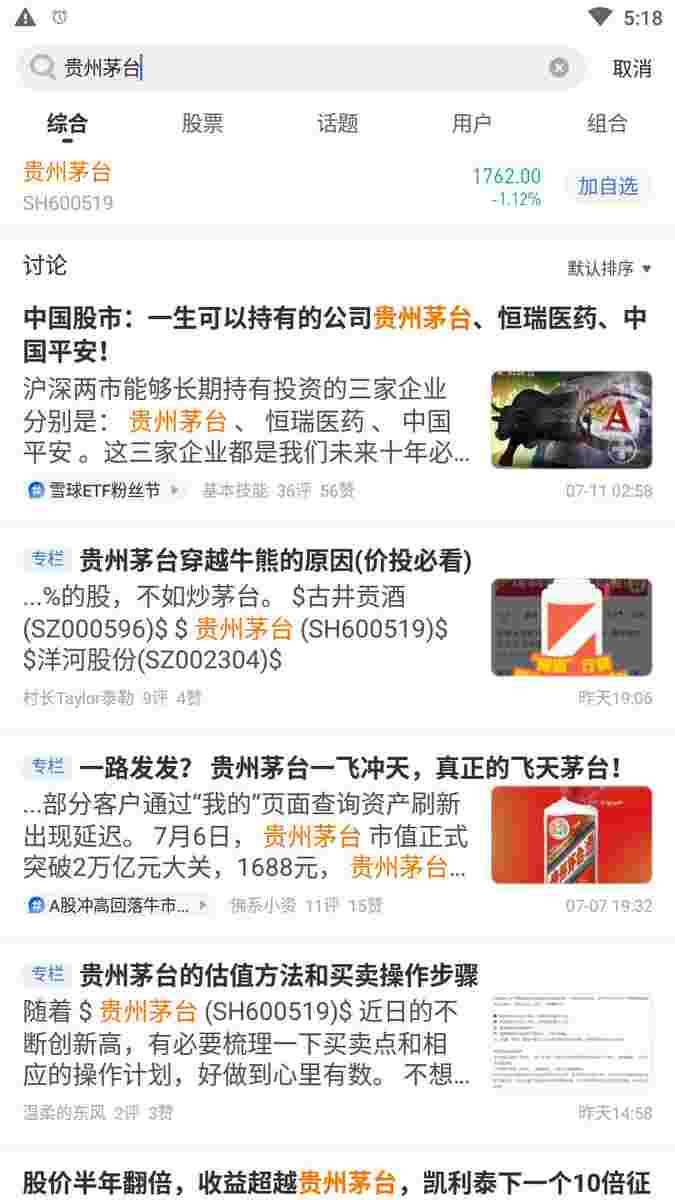 5:18
贵州茅台
取消
综合 股票 话题 用户 组合
贵州茅台 1762.00
SH600519 -1.12% 加自选
讨论 默认排序
中国股市：一生可以持有的公司贵州茅台、恒瑞医药、中
国平安！
沪深两市能够长期持有投资的三家企业
分别是： 贵州茅台 、 恒瑞医药 、 中国
平安 。这三家企业都是我们未来十年必...
A
雪球ETF粉丝节 基本技能 36评 56赞 07-11 02:58
专栏 贵州茅台穿越牛熊的原因(价投必看)
...%的股，不如炒茅台。 $古井贡酒
(SZ000596)$ $ 贵州茅台 (SH600519)$
$洋河股份(SZ002304)$
村长Taylor泰勒 9评 4赞 昨天19:06
专栏 一路发发？ 贵州茅台一飞冲天，真正的飞天茅台！
...部分客户通过“我的”页面查询资产刷新
出现延迟。 7月6日， 贵州茅台 市值正式
突破2万亿元大关，1688元， 贵州茅台...
A股冲高回落牛市... 佛系小资 11评 15赞 07-07 19:32
专栏 贵州茅台的估值方法和买卖操作步骤
随着 $ 贵州茅台 (SH600519)$ 近日的不
断创新高，有必要梳理一下买卖点和相
应的操作计划，好做到心里有数。 不想...
温柔的东风 2评 3赞 昨天14:58
股价半年翻倍，收益超越贵州茅台，凯利泰下一个10倍征